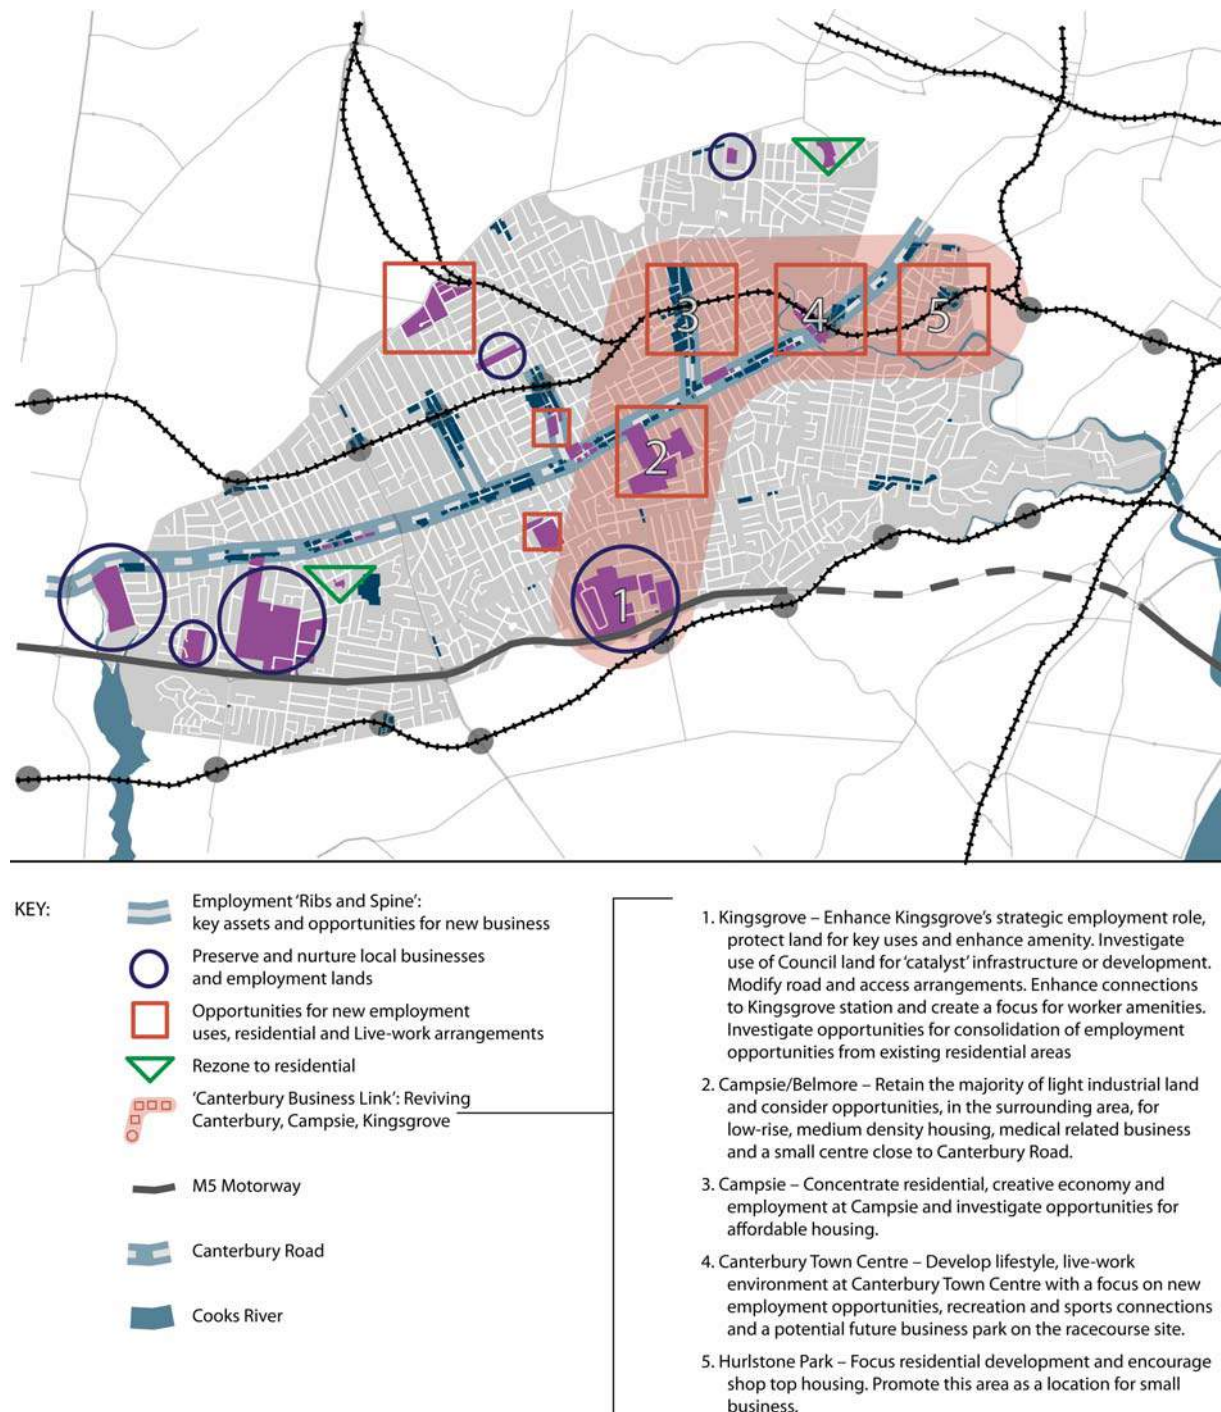 3
4
5
2
1
KEY:
Employment ‘Ribs and Spine’:
key assets and opportunities for new business
Preserve and nurture local businesses
and employment lands
Opportunities for new employment
uses, residential and Live-work arrangements
Rezone to residential
‘Canterbury Business Link’: Reviving
Canterbury, Campsie, Kingsgrove
M5 Motorway
Canterbury Road
Cooks River
1. Kingsgrove – Enhance Kingsgrove’s strategic employment role,
protect land for key uses and enhance amenity. Investigate
use of Council land for ‘catalyst’ infrastructure or development.
Modify road and access arrangements. Enhance connections
to Kingsgrove station and create a focus for worker amenities.
Investigate opportunities for consolidation of employment
opportunities from existing residential areas
2. Campsie/Belmore – Retain the majority of light industrial land
and consider opportunities, in the surrounding area, for
low-rise, medium density housing, medical related business
and a small centre close to Canterbury Road.
3. Campsie – Concentrate residential, creative economy and
employment at Campsie and investigate opportunities for
affordable housing.
4. Canterbury Town Centre – Develop lifestyle, live-work
environment at Canterbury Town Centre with a focus on new
employment opportunities, recreation and sports connections
and a potential future business park on the racecourse site.
5. Hurlstone Park – Focus residential development and encourage
shop top housing. Promote this area as a location for small
business.